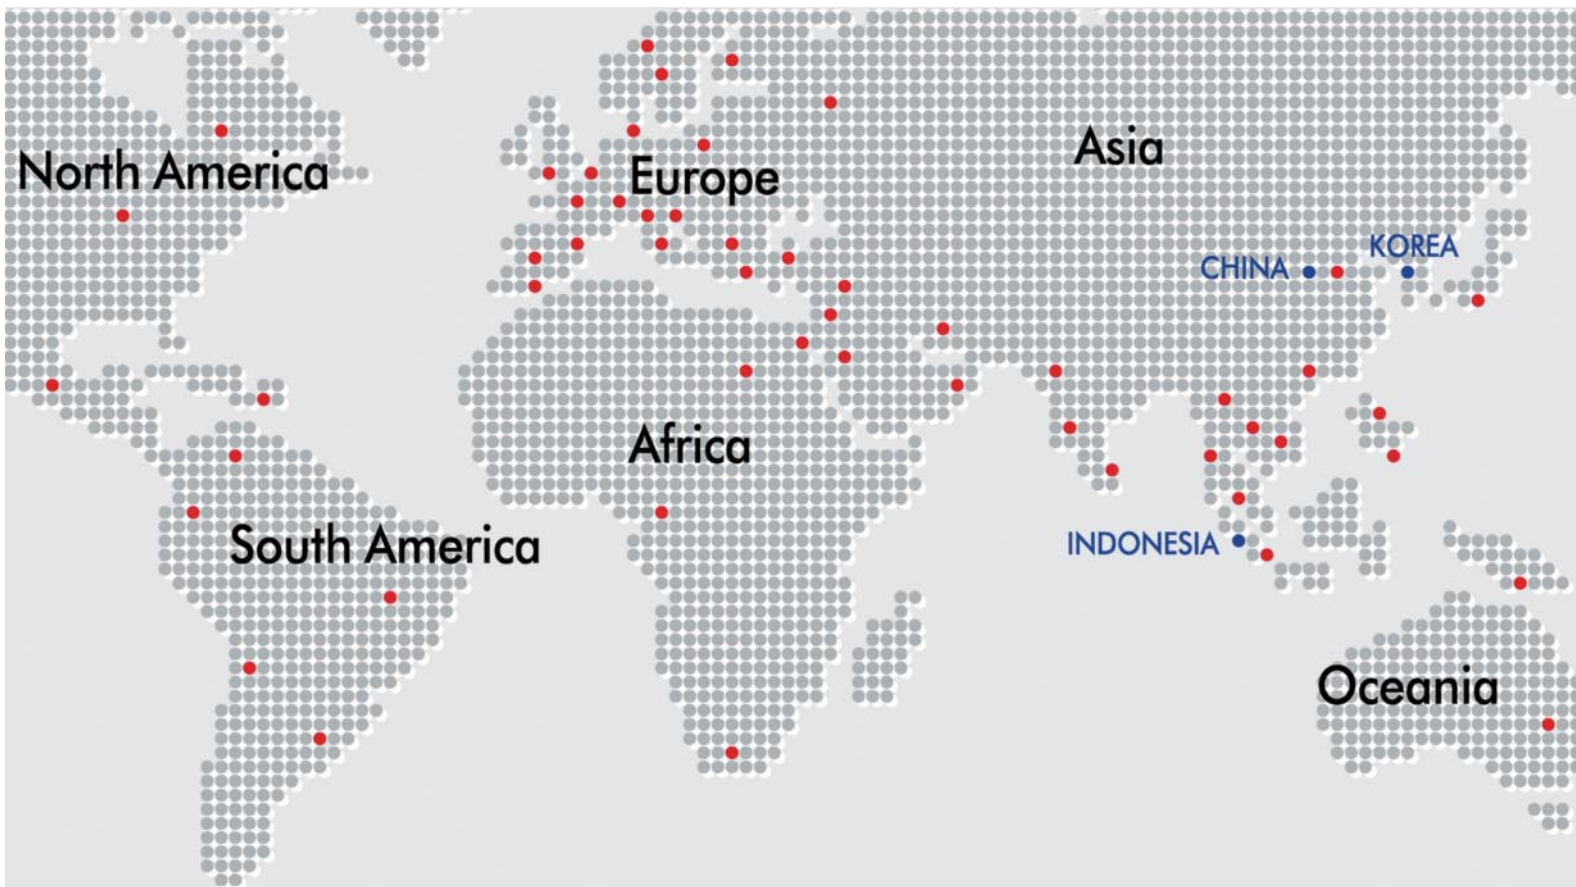 North America
Europe
Asia
KOREA
CHINA
Africa
South America
INDONESIA
Oceania